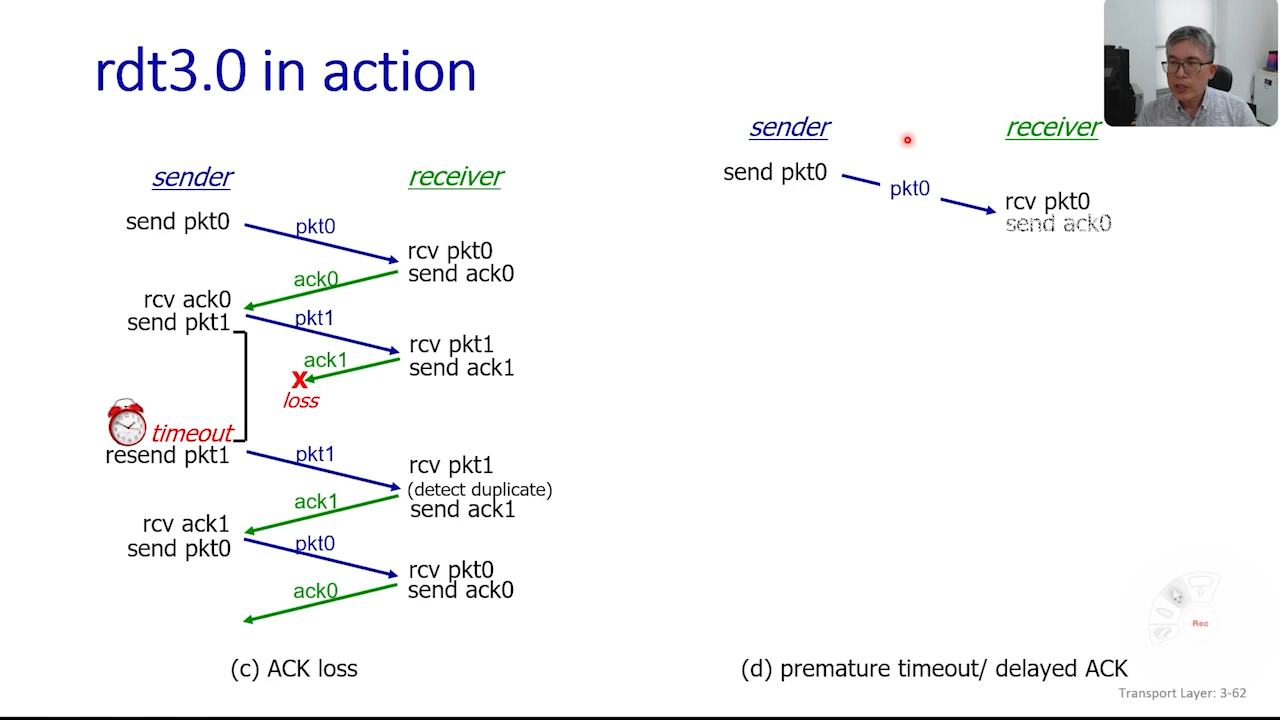 rdt3.0 in action
sender
receiver
send pkt0
pkt0
rcv pkt0
send ack0
ack0
rcv ack0
send pkt1
pkt1
rcv pkt1
send ack1
ack1
X
loss
timeout
resend pkt1
pkt1
rcv pkt1
(detect duplicate)
send ack1
ack1
rcv ack1
send pkt0
pkt0
rcv pkt0
send ack0
ack0
(c) ACK loss
sender
receiver
send pkt0
pkt0
rcv pkt0
send ack0
(d) premature timeout/ delayed ACK
Rec
Transport Layer: 3-62